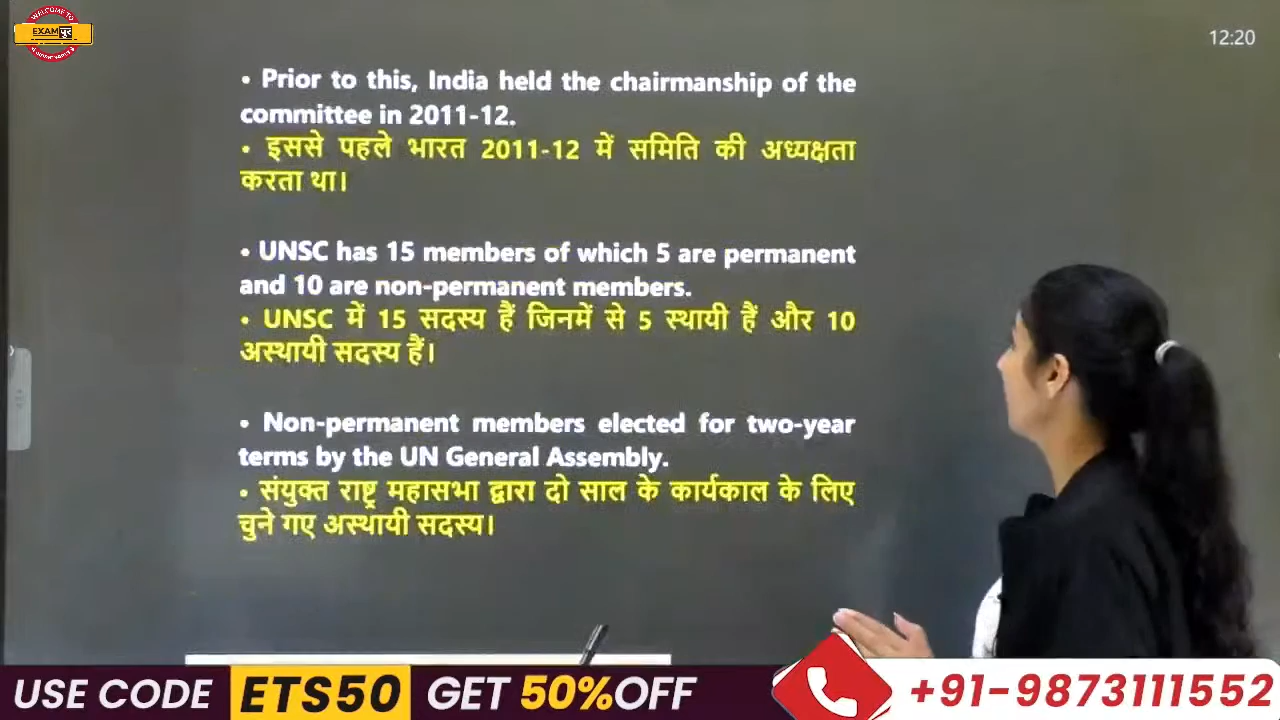 WELCOME TO
EXAM पुर
12:20
• Prior to this, India held the chairmanship of the
committee in 2011-12.
• इससे पहले भारत 2011-12 में समिति की अध्यक्षता
करता था।
• UNSC has 15 members of which 5 are permanent
and 10 are non-permanent members.
• UNSC में 15 सदस्य हैं जिनमें से 5 स्थायी हैं और 10
अस्थायी सदस्य हैं।
• Non-permanent members elected for two-year
terms by the UN General Assembly.
• संयुक्त राष्ट्र महासभा द्वारा दो साल के कार्यकाल के लिए
चुने गए अस्थायी सदस्य।
USE CODE ETS50 GET 50%OFF +91-9873111552